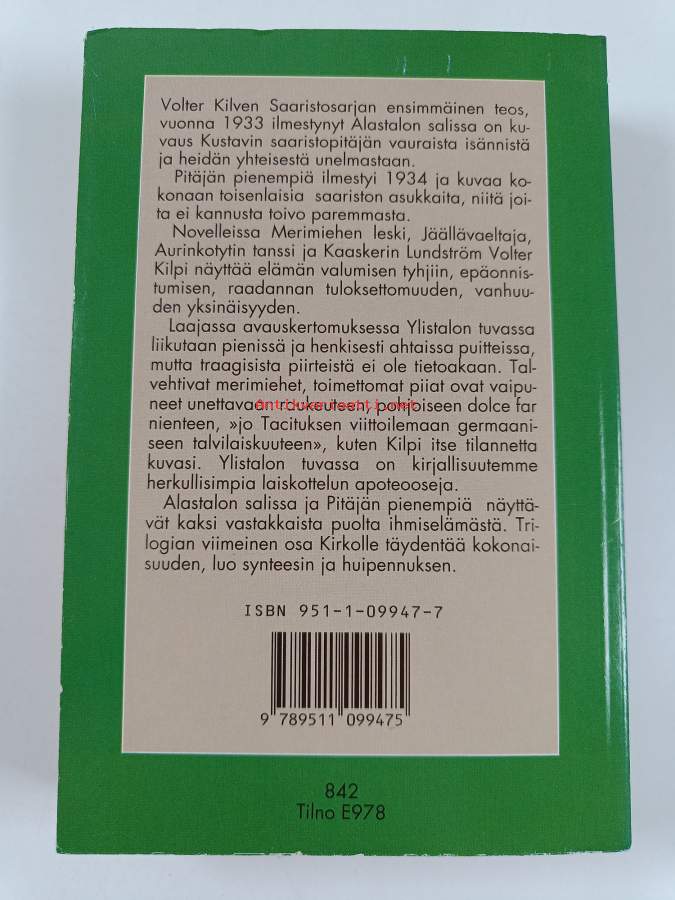 Volter Kilven Saaristosarjan ensimmäinen teos,
vuonna 1933 ilmestynyt Alastalon salissa on ku-
vaus Kustavin saaristopitäjän vauraista isännistä
ja heidän yhteisestä unelmastaan.
Pitäjän pienempiä ilmestyi 1934 ja kuvaa ko-
konaan toisenlaisia saariston asukkaita, niitä joi-
ta ei kannusta toivo paremmasta.
Novelleissa Merimiehen leski, Jäällävaeltaja,
Aurinkotytin tanssi ja Kaaskerin Lundström Volter
Kilpi näyttää elämän valumisen tyhjiin, epäonnis-
tumisen, raadannan tuloksettomuuden, vanhuu-
den yksinäisyyden.
Laajassa avauskertomuksessa Ylistalon tuvassa
liikutaan pienissä ja henkisesti ahtaissa puitteissa,
mutta traagisista piirteistä ei ole tietoakaan. Tal-
vehtivat merimiehet, toimettomat piiat ovat vaipu-
neet unettavaan raukeuteen, pohjoiseen dolce far
antikvariaatti.net
nienteen, »jo Tacituksen viittoilemaan germaani-
seen talvilaiskuuteen», kuten Kilpi itse tilannetta
kuvasi. Ylistalon tuvassa on kirjallisuutemme
herkullisimpia laiskottelun apoteooseja.
Alastalon salissa ja Pitäjän pienempiä näyttä-
vät kaksi vastakkaista puolta ihmiselämästä. Tri-
logian viimeinen osa Kirkolle täydentää kokonai-
suuden, luo synteesin ja huipennuksen.
ISBN 951-1-09947-7
9 789511 099475
842
Tilno E978